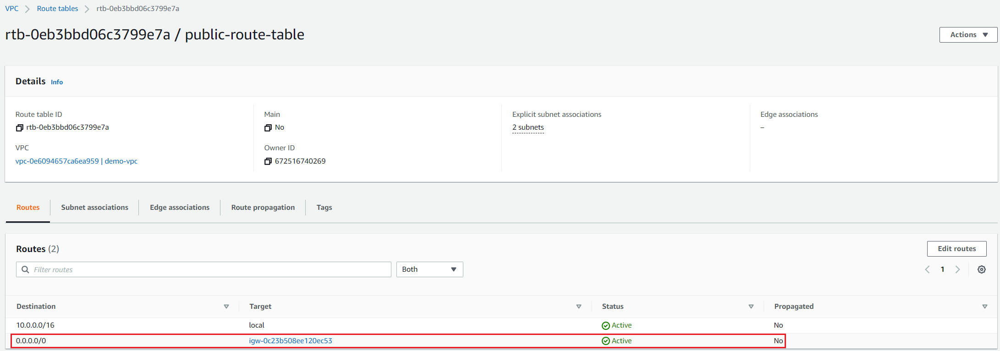 VPC > Route tables > rtb-0eb3bbd06c3799e7a
rtb-0eb3bbd06c3799e7a / public-route-table
Actions
Details Info
Route table ID
rtb-0eb3bbd06c3799e7a
Main
No
Explicit subnet associations
2 subnets
Edge associations
–
VPC
vpc-0e6094657ca6ea959 | demo-vpc
Owner ID
672516740269
Routes Subnet associations Edge associations Route propagation Tags
Routes (2)
Edit routes
Filter routes Both 1
Destination Target Status Propagated
10.0.0.0/16 local Active No
0.0.0.0/0 igw-0c23b508ee120ec53 Active No